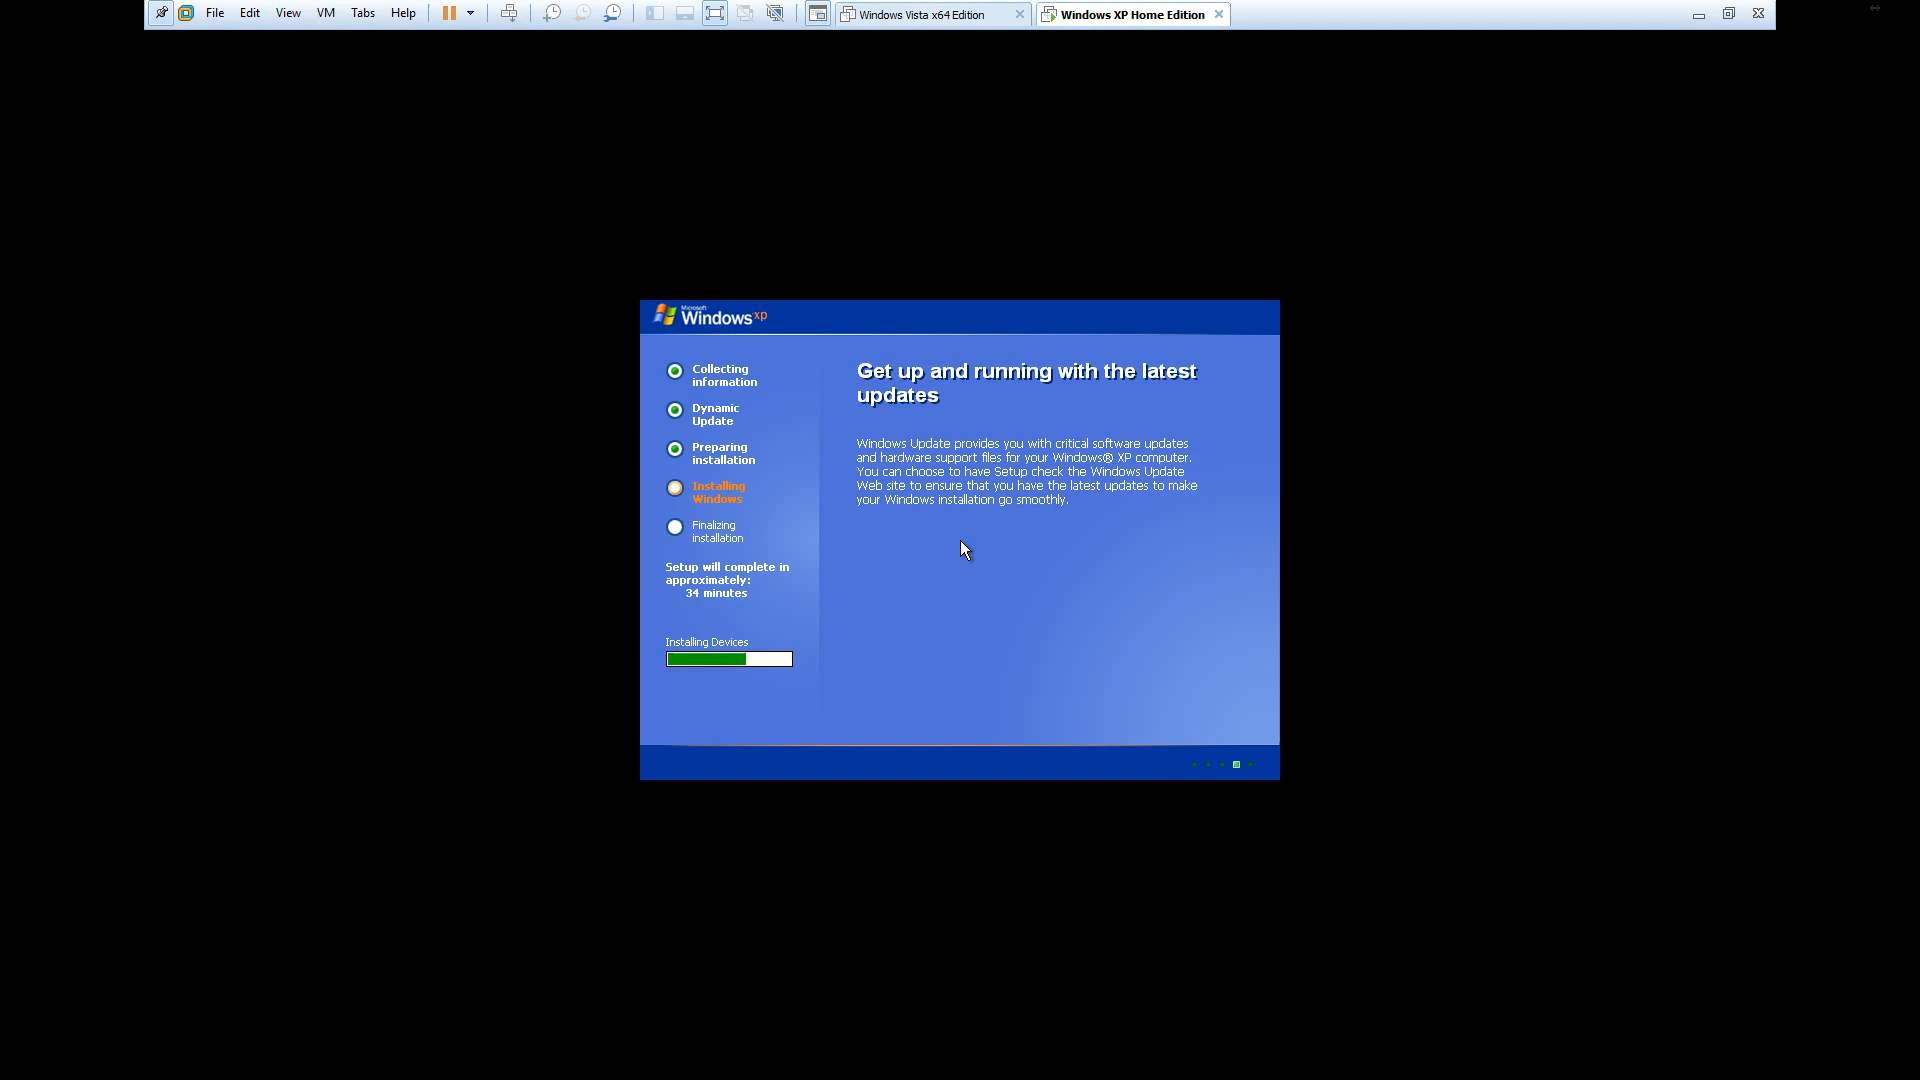 File Edit View VM Tabs Help
Windows Vista x64 Edition
Windows XP Home Edition
Microsoft
Windows xp
Collecting
information
Dynamic
Update
Preparing
installation
Installing
Windows
Finalizing
installation
Setup will complete in
approximately:
34 minutes
Installing Devices
Get up and running with the latest
updates
Windows Update provides you with critical software updates
and hardware support files for your Windows® XP computer.
You can choose to have Setup check the Windows Update
Web site to ensure that you have the latest updates to make
your Windows installation go smoothly.